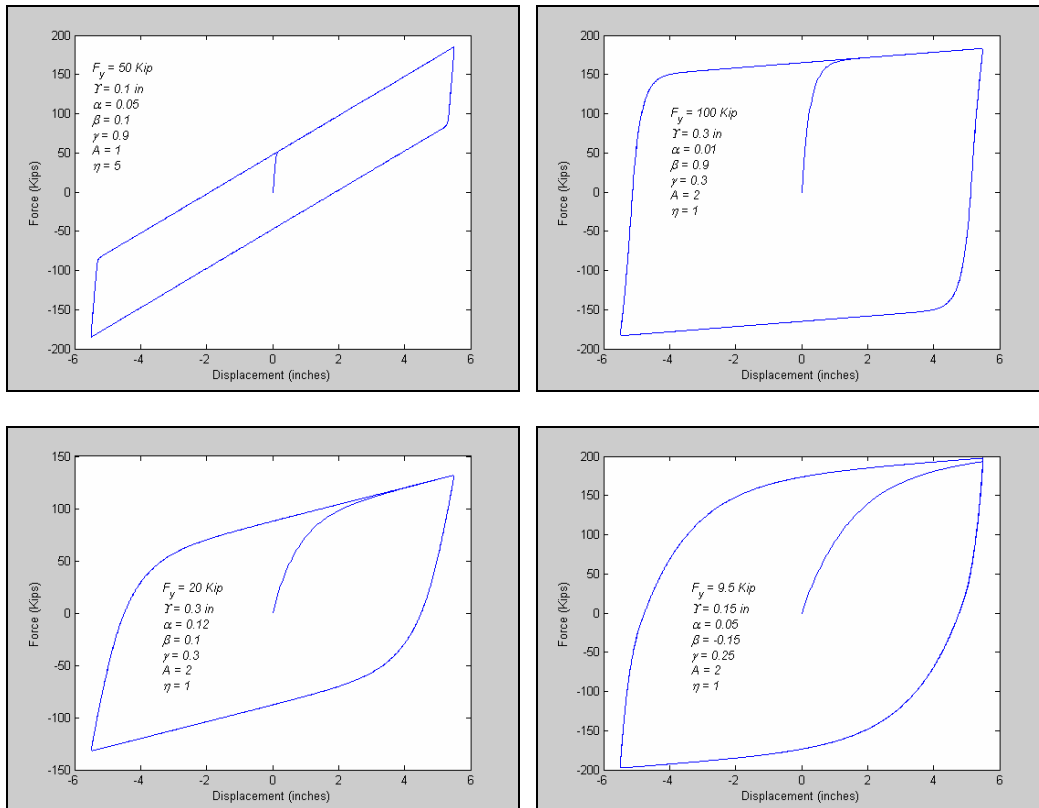 200
150
100
50
0
-50
-100
-150
-200
Force (Kips)
F_y = 50 Kip
ϒ = 0.1 in
α = 0.05
β = 0.1
γ = 0.9
A = 1
η = 5
-6 -4 -2 0 2 4 6
Displacement (inches)
200
150
100
50
0
-50
-100
-150
-200
Force (Kips)
F_y = 100 Kip
ϒ = 0.3 in
α = 0.01
β = 0.9
γ = 0.3
A = 2
η = 1
-6 -4 -2 0 2 4 6
Displacement (inches)
150
100
50
0
-50
-100
-150
Force (Kips)
F_y = 20 Kip
ϒ = 0.3 in
α = 0.12
β = 0.1
γ = 0.3
A = 2
η = 1
-6 -4 -2 0 2 4 6
Displacement (inches)
200
150
100
50
0
-50
-100
-150
-200
Force (Kips)
F_y = 9.5 Kip
ϒ = 0.15 in
α = 0.05
β = -0.15
γ = 0.25
A = 2
η = 1
-6 -4 -2 0 2 4 6
Displacement (inches)